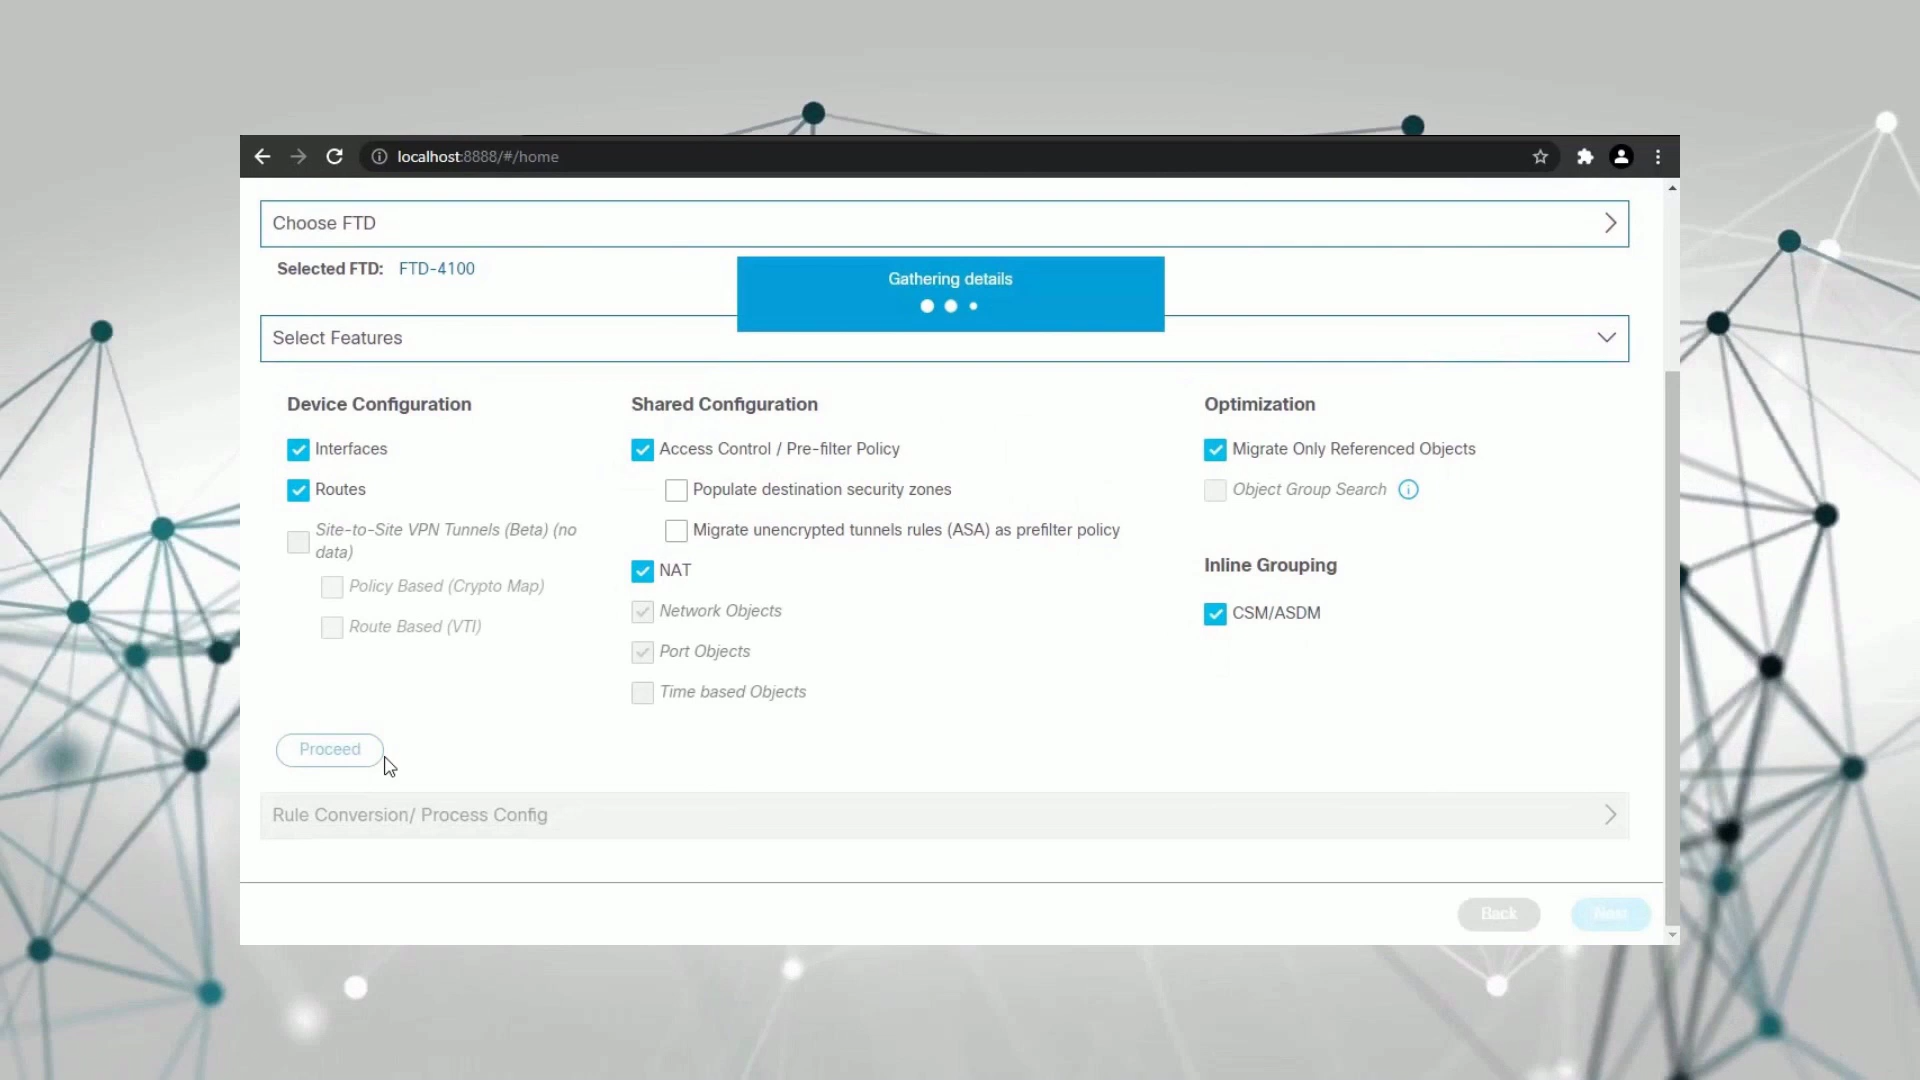 localhost:8888/#/home
Choose FTD
Selected FTD: FTD-4100
Gathering details
Select Features
Device Configuration
Interfaces
Routes
Site-to-Site VPN Tunnels (Beta) (no
data)
Policy Based (Crypto Map)
Route Based (VTI)
Shared Configuration
Access Control / Pre-filter Policy
Populate destination security zones
Migrate unencrypted tunnels rules (ASA) as prefilter policy
NAT
Network Objects
Port Objects
Time based Objects
Optimization
Migrate Only Referenced Objects
Object Group Search
Inline Grouping
CSM/ASDM
Proceed
Rule Conversion/ Process Config
Back
Next